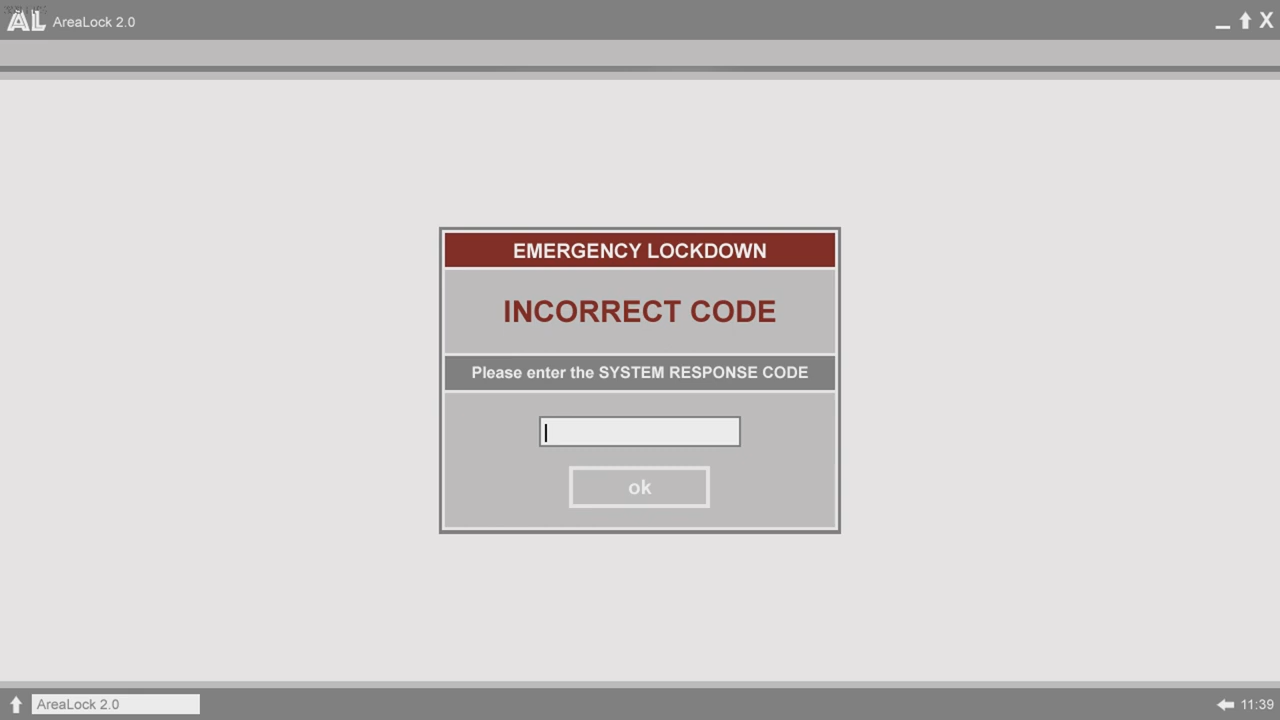 AL AreaLock 2.0
EMERGENCY LOCKDOWN
INCORRECT CODE
Please enter the SYSTEM RESPONSE CODE
ok
AreaLock 2.0
11:39